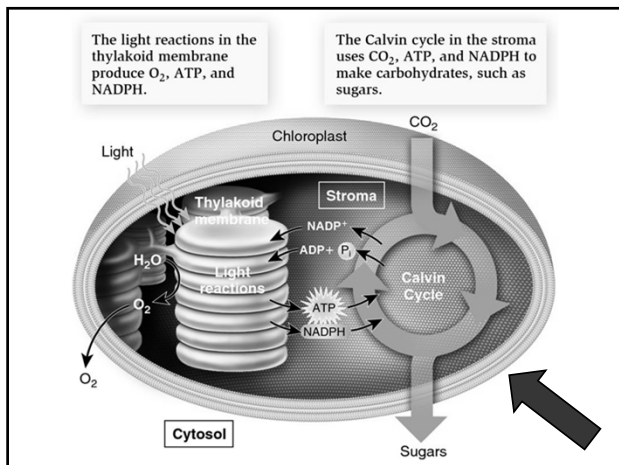 The light reactions in the
thylakoid membrane
produce O₂, ATP, and
NADPH.
The Calvin cycle in the stroma
uses CO₂, ATP, and NADPH to
make carbohydrates, such as
sugars.
CO₂
Chloroplast
Light
Stroma
Thylakoid
membrane
NADP⁺
ADP + Pi
H₂O
Light
reactions
Calvin
Cycle
O₂
ATP
NADPH
O₂
Cytosol
Sugars